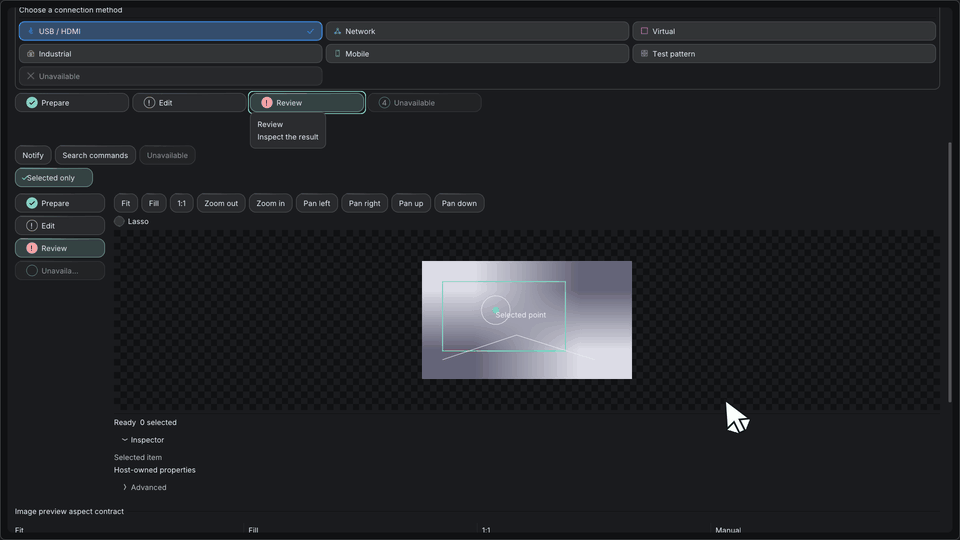 Choose a connection method
USB / HDMI
Network
Virtual
Industrial
Mobile
Test pattern
Unavailable
Prepare
Edit
Review
4 Unavailable
Review
Inspect the result
Notify
Search commands
Unavailable
Selected only
Prepare
Edit
Review
Unavaila...
Fit
Fill
1:1
Zoom out
Zoom in
Pan left
Pan right
Pan up
Pan down
Lasso
Selected point
Ready 0 selected
Inspector
Selected item
Host-owned properties
Advanced
Image preview aspect contract
Fit
Fill
1:1
Manual